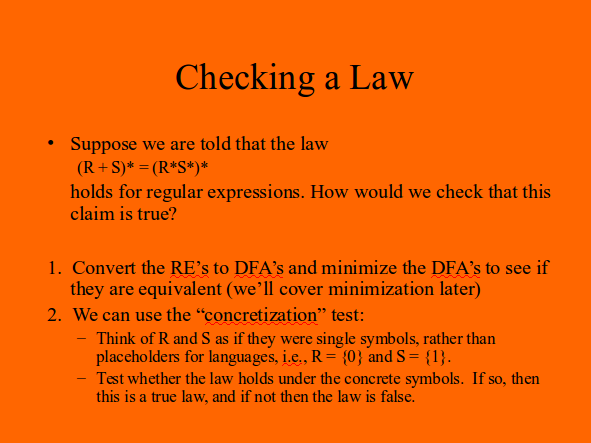 Checking a Law
• Suppose we are told that the law
(R + S)* = (R*S*)*
holds for regular expressions. How would we check that this
claim is true?
1. Convert the RE’s to DFA’s and minimize the DFA’s to see if
they are equivalent (we’ll cover minimization later)
2. We can use the “concretization” test:
– Think of R and S as if they were single symbols, rather than
placeholders for languages, i.e., R = {0} and S = {1}.
– Test whether the law holds under the concrete symbols. If so, then
this is a true law, and if not then the law is false.